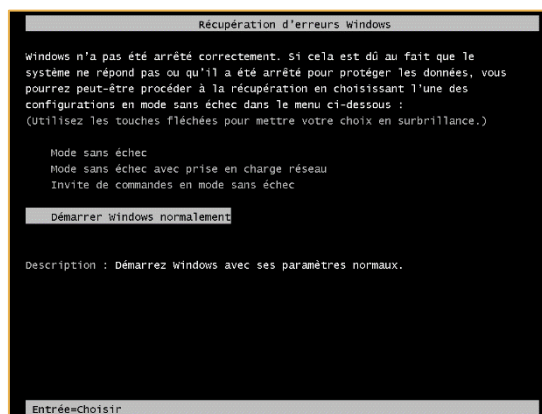 Récupération d'erreurs Windows
Windows n'a pas été arrêté correctement. Si cela est dû au fait que le
système ne répond pas ou qu'il a été arrêté pour protéger les données, vous
pourrez peut-être procéder à la récupération en choisissant l'une des
configurations en mode sans échec dans le menu ci-dessous :
(Utilisez les touches fléchées pour mettre votre choix en surbrillance.)
Mode sans échec
Mode sans échec avec prise en charge réseau
Invite de commandes en mode sans échec
Démarrer Windows normalement
Description : Démarrez Windows avec ses paramètres normaux.
Entrée=Choisir